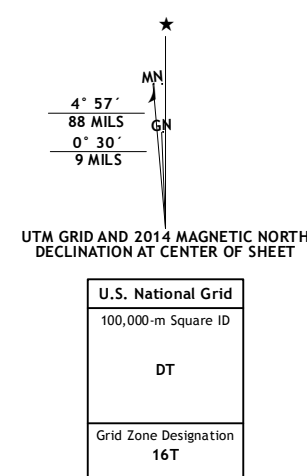 MN.
4° 57´
88 MILS
GN
0° 30´
9 MILS
UTM GRID AND 2014 MAGNETIC NORTH
DECLINATION AT CENTER OF SHEET
U.S. National Grid
100,000-m Square ID
DT
Grid Zone Designation
16T